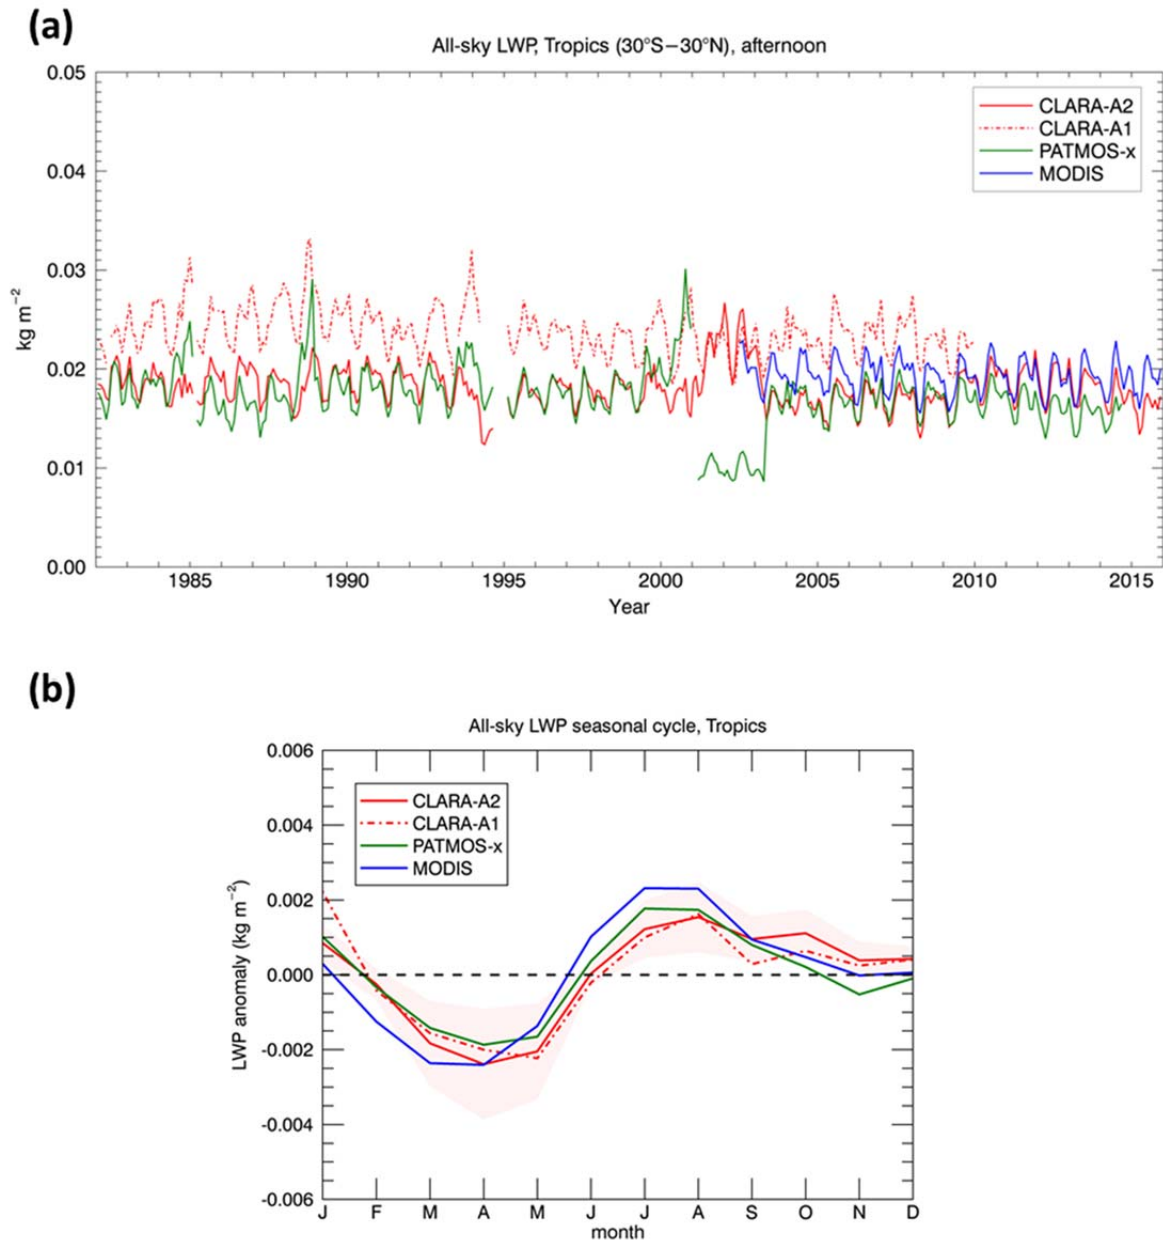 (a)
All-sky LWP, Tropics (30°S−30°N), afternoon
0.05
0.04
0.03
0.02
0.01
0.00
kg m⁻²
CLARA-A2
CLARA-A1
PATMOS-x
MODIS
1985 1990 1995 2000 2005 2010 2015
Year
(b)
All-sky LWP seasonal cycle, Tropics
0.006
0.004
0.002
0.000
-0.002
-0.004
-0.006
LWP anomaly (kg m⁻²)
CLARA-A2
CLARA-A1
PATMOS-x
MODIS
J F M A M J J A S O N D
month